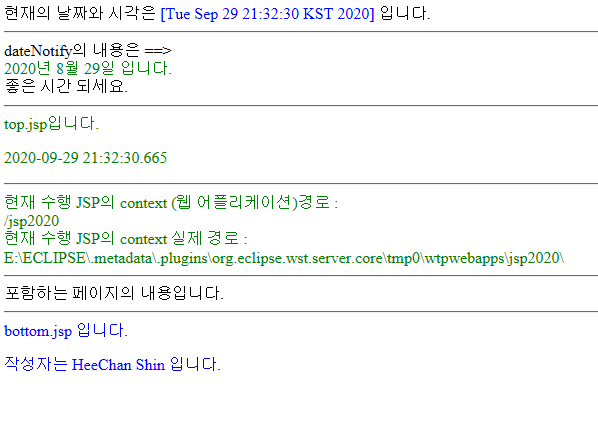 현재의 날짜와 시각은 [Tue Sep 29 21:32:30 KST 2020] 입니다.
dateNotify의 내용은 ==>
2020년 8월 29일 입니다.
좋은 시간 되세요.
top.jsp입니다.
2020-09-29 21:32:30.665
현재 수행 JSP의 context (웹 어플리케이션)경로 :
/jsp2020
현재 수행 JSP의 context 실제 경로 :
E:\ECLIPSE\.metadata\.plugins\org.eclipse.wst.server.core\tmp0\wtpwebapps\jsp2020\
포함하는 페이지의 내용입니다.
bottom.jsp 입니다.
작성자는 HeeChan Shin 입니다.